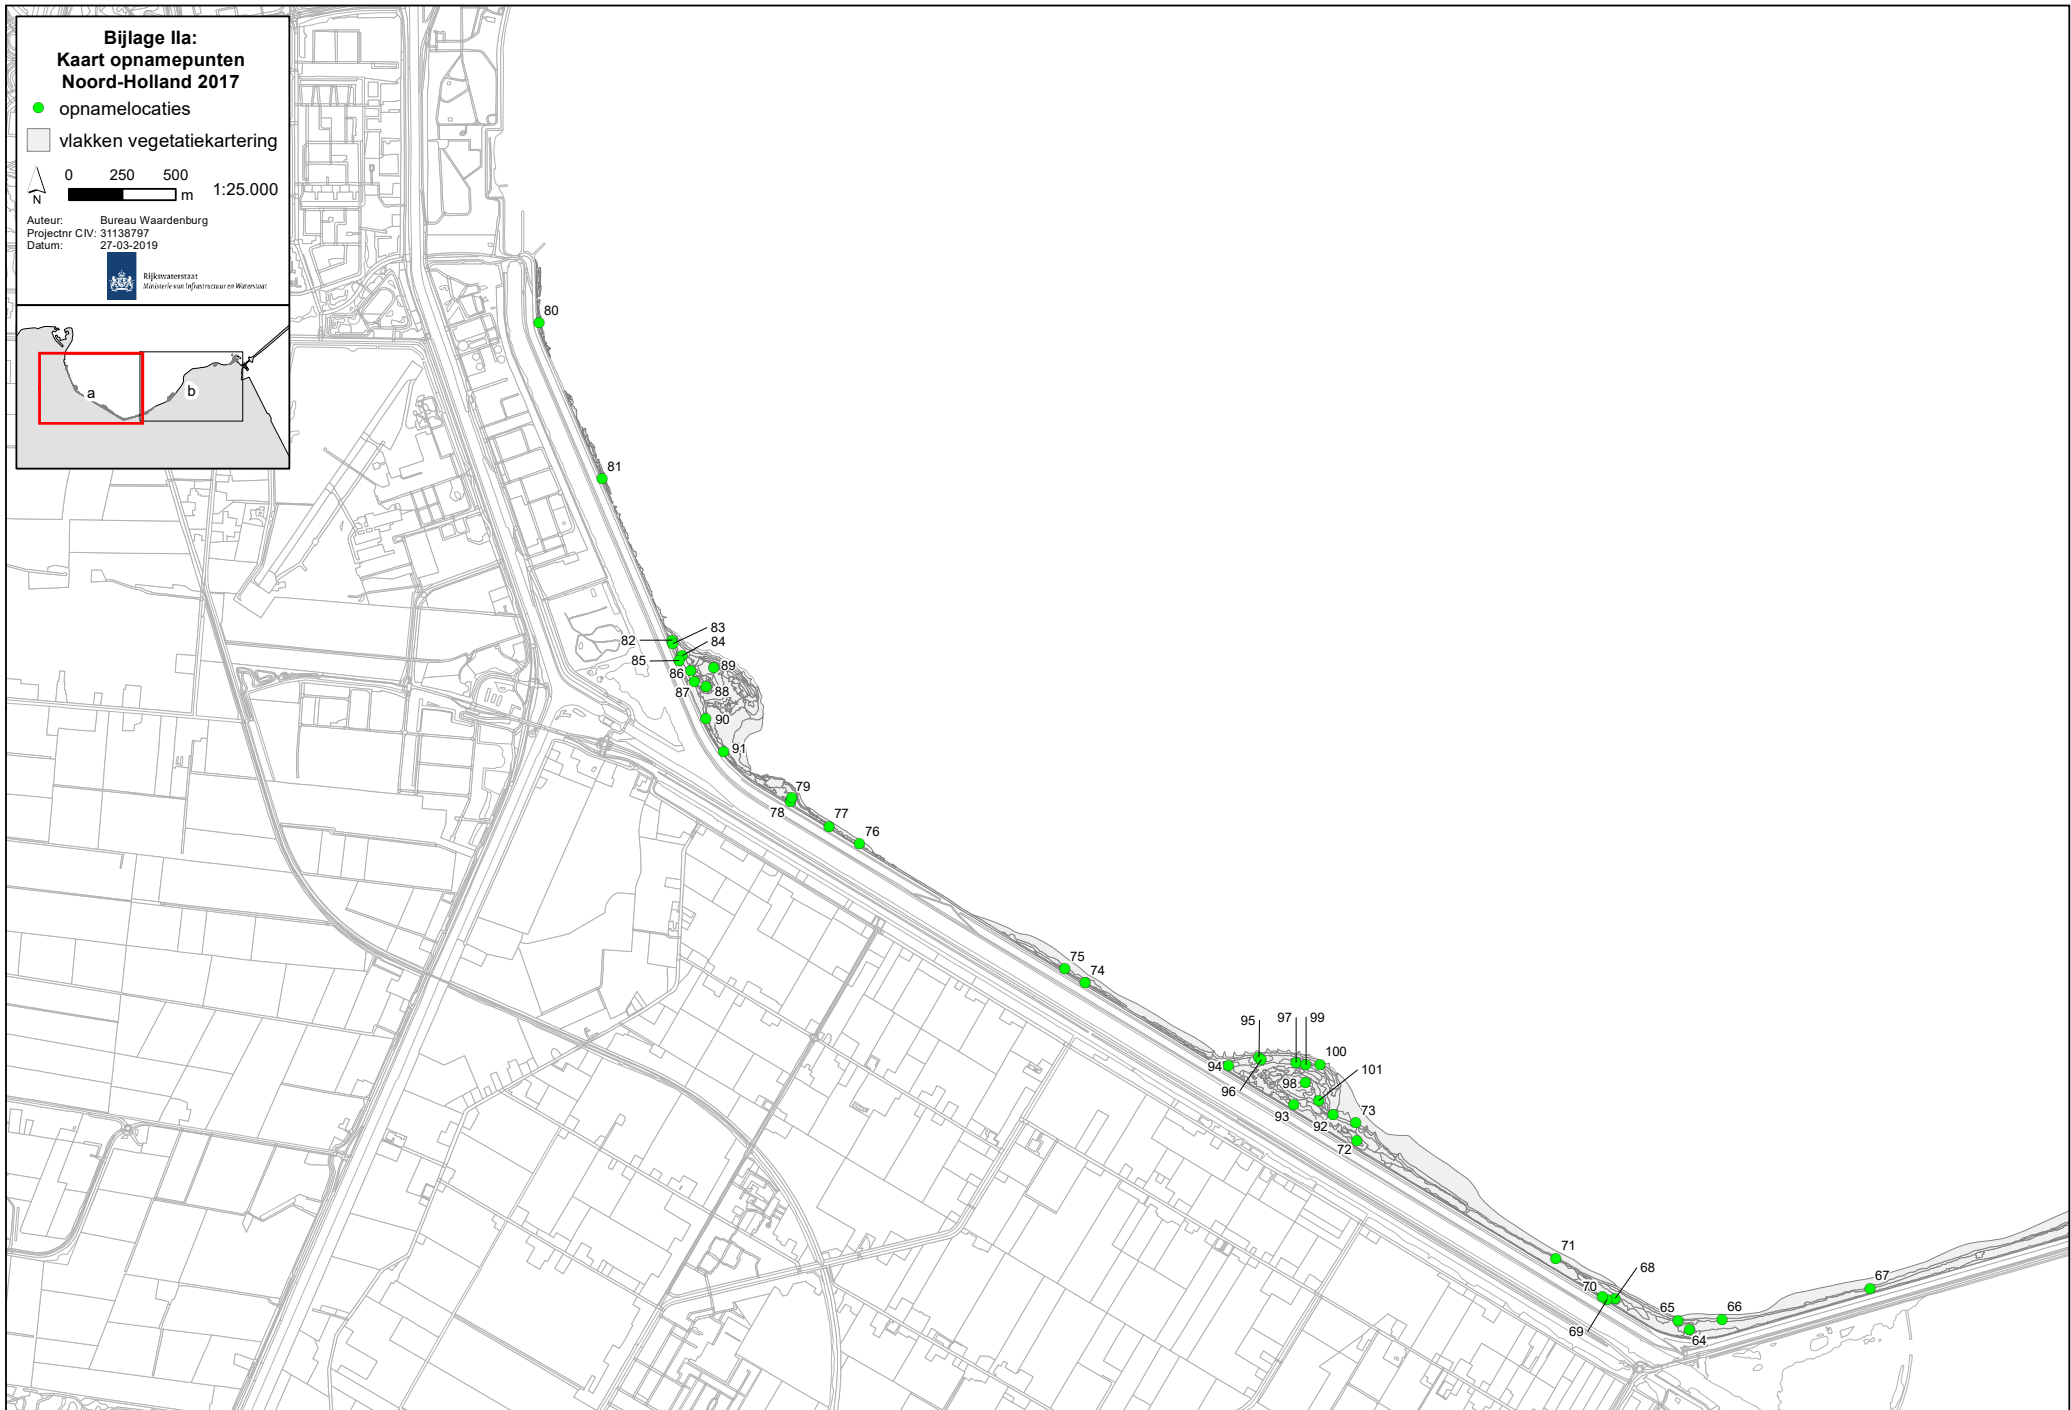 Bijlage IIa:
Kaart opnamepunten
Noord-Holland 2017
opnamelocaties
vlakken vegetatiekartering
0 250 500
m
1:25.000
N
Auteur: Bureau Waardenburg
Projectnr CIV: 31138797
Datum: 27-03-2019
Rijkswaterstaat
Ministerie van Infrastructuur en Waterstaat
a
b
80
81
82
83
84
85
86
89
87
88
90
91
79
78
77
76
75
74
95
97
99
94
100
96
98
101
93
92
73
72
71
70
68
69
65
66
64
67